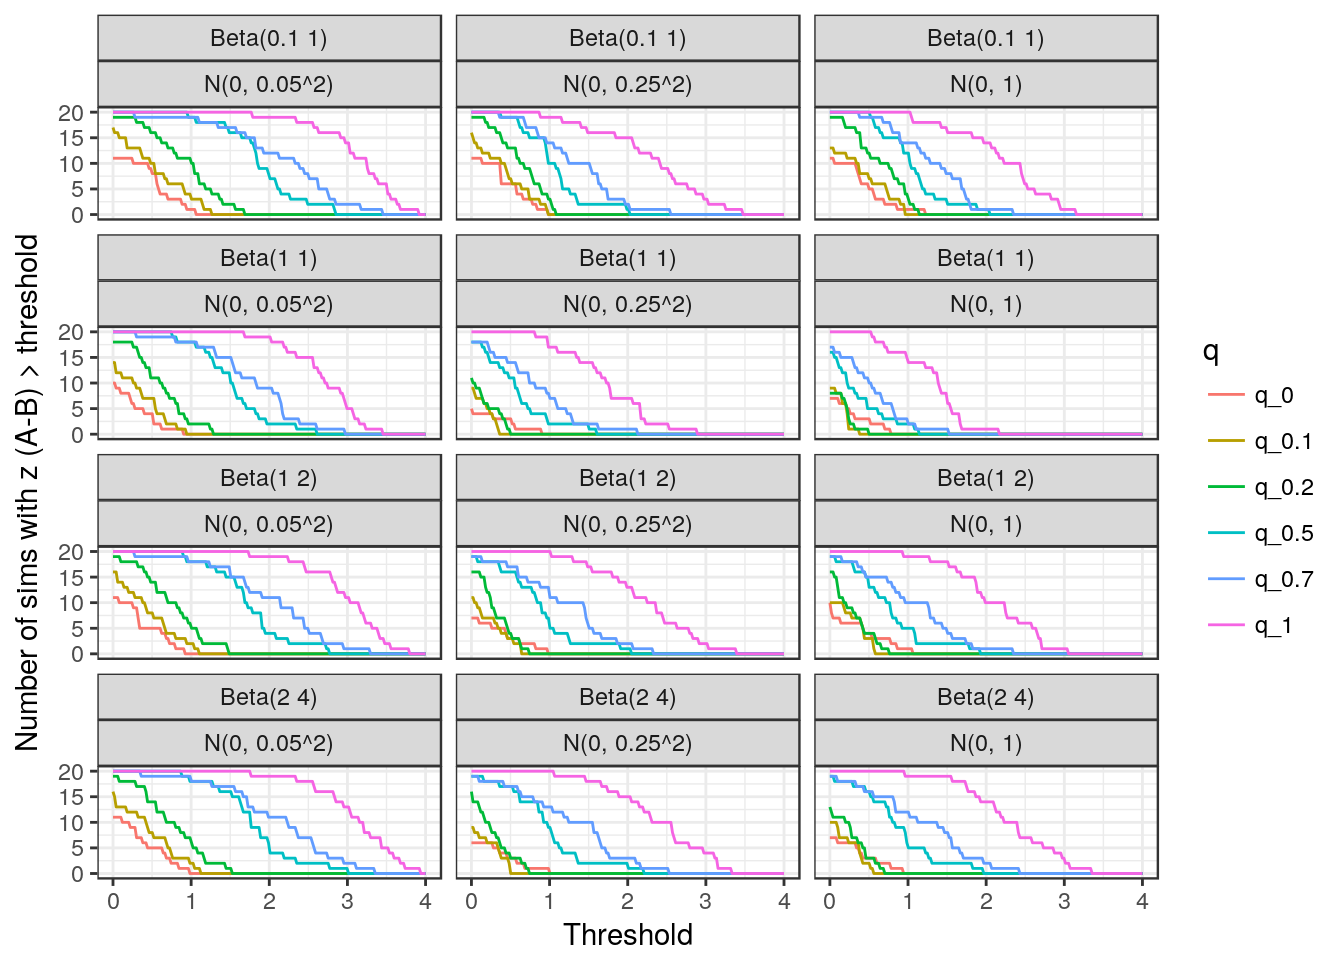 Beta(0.1 1) Beta(0.1 1) Beta(0.1 1)
N(0, 0.05^2) N(0, 0.25^2) N(0, 1)
20
15
10
5
0
Beta(1 1) Beta(1 1) Beta(1 1)
N(0, 0.05^2) N(0, 0.25^2) N(0, 1)
20
15
10
5
0
Beta(1 2) Beta(1 2) Beta(1 2)
N(0, 0.05^2) N(0, 0.25^2) N(0, 1)
20
15
10
5
0
Beta(2 4) Beta(2 4) Beta(2 4)
N(0, 0.05^2) N(0, 0.25^2) N(0, 1)
20
15
10
5
0
0 1 2 3 4 0 1 2 3 4 0 1 2 3 4
Threshold
Number of sims with z (A-B) > threshold
q
q_0
q_0.1
q_0.2
q_0.5
q_0.7
q_1